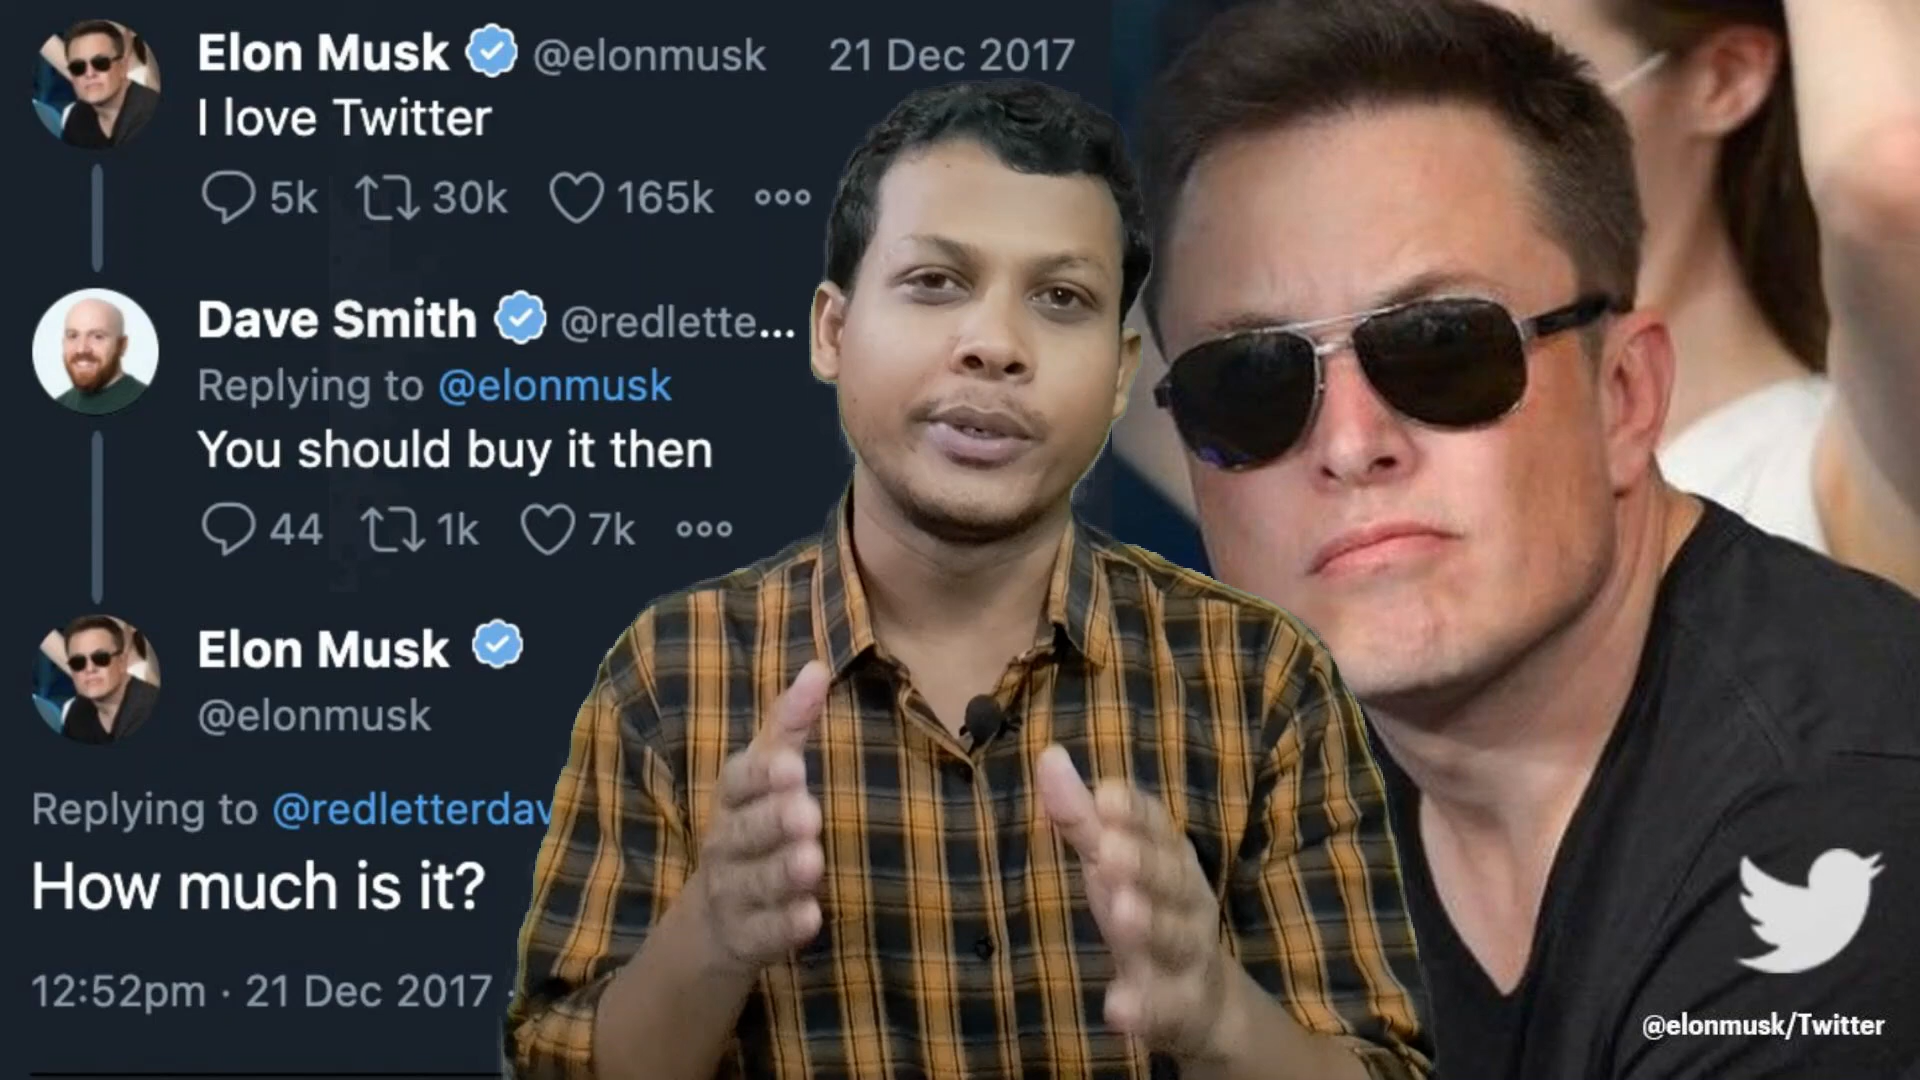 Elon Musk @elonmusk 21 Dec 2017
I love Twitter
5k 30k 165k
Dave Smith @redlette...
Replying to @elonmusk
You should buy it then
44 1k 7k
Elon Musk
@elonmusk
Replying to @redletterdav
How much is it?
12:52pm · 21 Dec 2017 ·
@elonmusk/Twitter